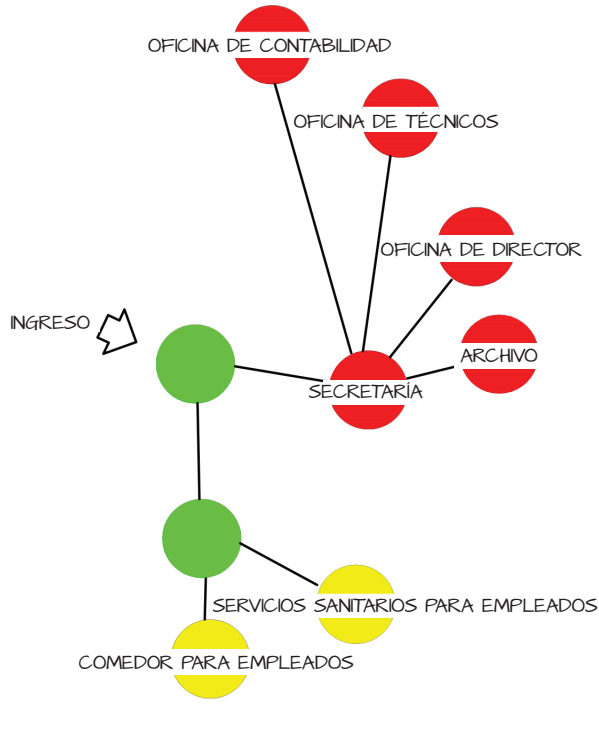 OFICINA DE CONTABILIDAD
OFICINA DE TÉCNICOS
OFICINA DE DIRECTOR
INGRESO
ARCHIVO
SECRETARÍA
SERVICIOS SANITARIOS PARA EMPLEADOS
COMEDOR PARA EMPLEADOS